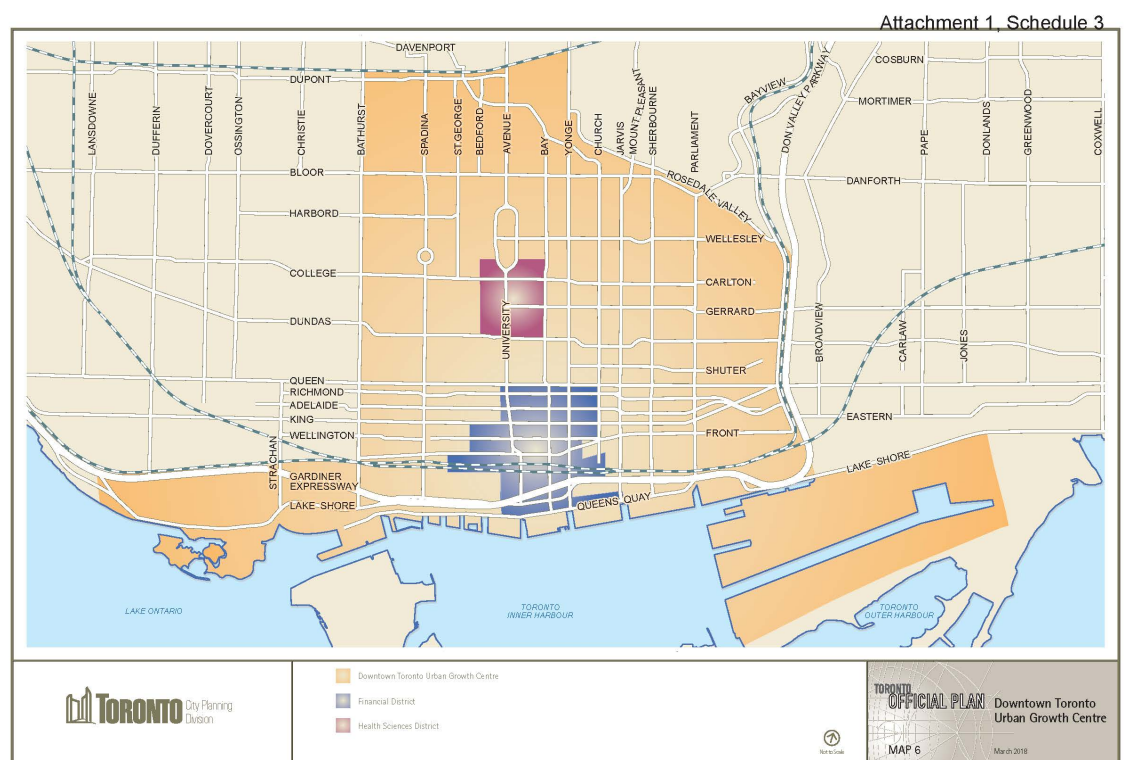 Attachment 1, Schedule 3
DAVENPORT
COSBURN
DUPONT
BAYVIEW
MORTIMER
LANSDOWNE
DUFFERIN
DOVERCOURT
OSSINGTON
CHRISTIE
BATHURST
SPADINA
ST.GEORGE
BEDFORD
AVENUE
BAY
YONGE
CHURCH
JARVIS
MOUNT PLEASANT
SHERBOURNE
PARLIAMENT
DON VALLEY PARKWAY
PAPE
DONLANDS
GREENWOOD
COXWELL
BLOOR
ROSEDALE VALLEY
DANFORTH
HARBORD
WELLESLEY
COLLEGE
CARLTON
GERRARD
UNIVERSITY
DUNDAS
BROADVIEW
CARLAW
JONES
SHUTER
QUEEN
RICHMOND
ADELAIDE
KING
EASTERN
WELLINGTON
FRONT
STRACHAN
LAKE SHORE
GARDINER
EXPRESSWAY
LAKE SHORE
QUEENS QUAY
LAKE ONTARIO
TORONTO
INNER HARBOUR
TORONTO
OUTER HARBOUR
TORONTO City Planning
Division
Downtown Toronto Urban Growth Centre
Financial District
Health Sciences District
Not to Scale
TORONTO
OFFICIAL PLAN
MAP 6
Downtown Toronto
Urban Growth Centre
March 2018